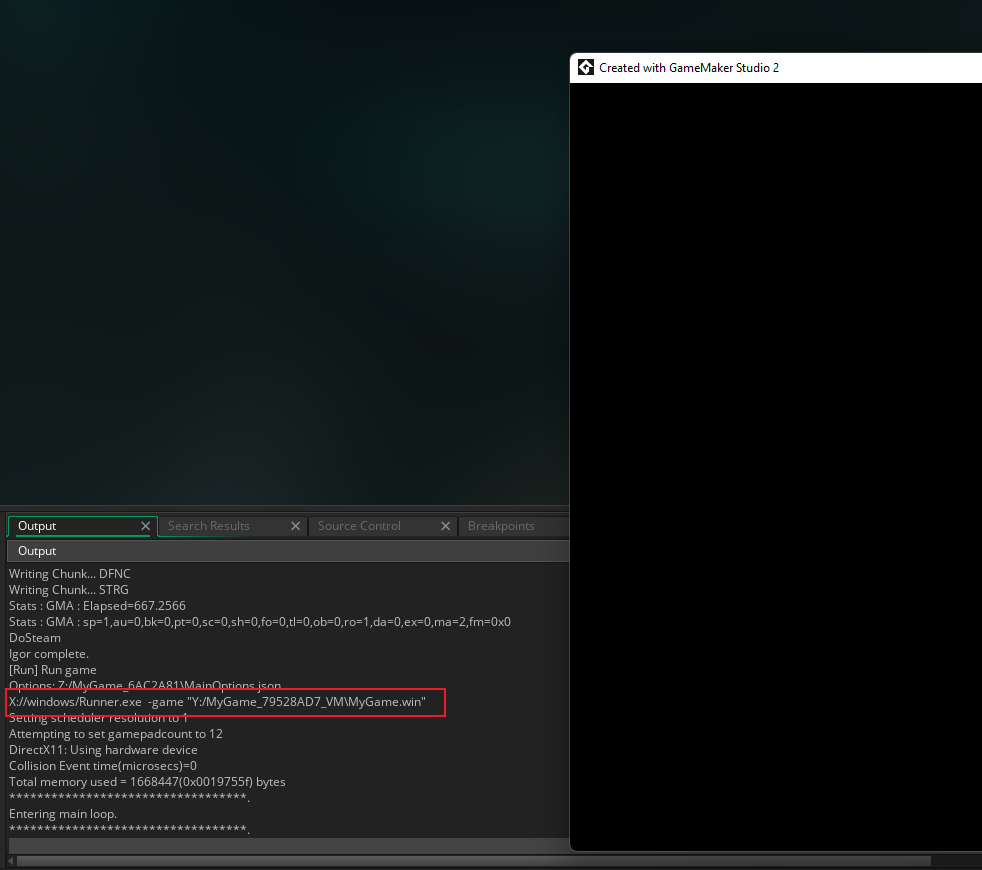 Created with GameMaker Studio 2
Output
Search Results
Source Control
Breakpoints
Output
Writing Chunk... DFNC
Writing Chunk... STRG
Stats : GMA : Elapsed=667.2566
Stats : GMA : sp=1,au=0,bk=0,pt=0,sc=0,sh=0,fo=0,tl=0,ob=0,ro=1,da=0,ex=0,ma=2,fm=0x0
DoSteam
Igor complete.
[Run] Run game
Options: Z:/MyGame_6AC2A81\MainOptions.json
X://windows/Runner.exe  -game "Y:/MyGame_79528AD7_VM\MyGame.win"
Setting scheduler resolution to 1
Attempting to set gamepadcount to 12
DirectX11: Using hardware device
Collision Event time(microsecs)=0
Total memory used = 1668447(0x0019755f) bytes
**********************************.
Entering main loop.
**********************************.